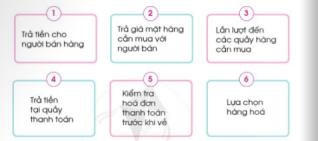 1
Trả tiền cho
người bán hàng
2
Trả giá mặt hàng
cần mua với
người bán
3
Lần lượt đến
các quầy hàng
cần mua
4
Trả tiền
tại quầy
thanh toán
5
Kiểm tra
hoá đơn
thanh toán
trước khi về
6
Lựa chọn
hàng hoá